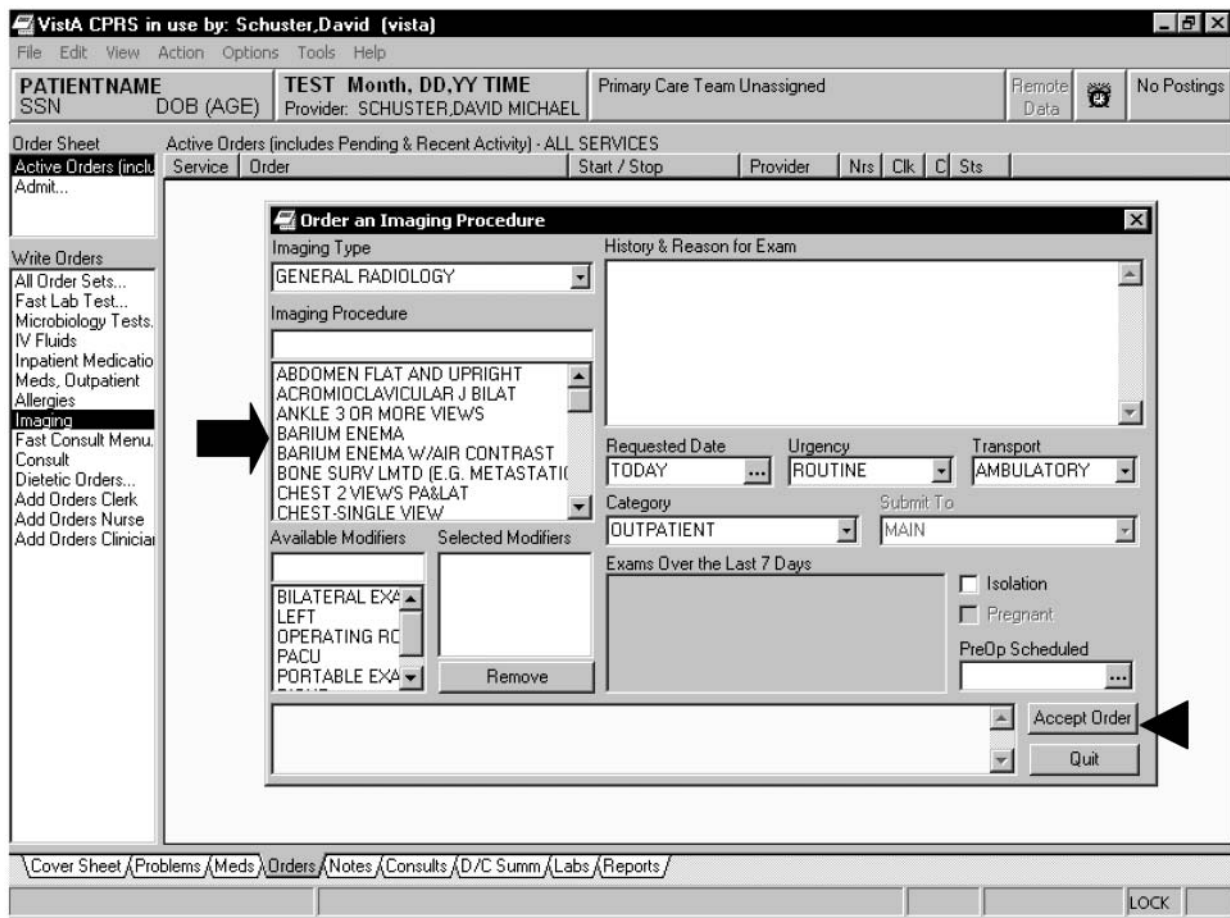 VistA CPRS in use by: Schuster,David (vista)
File Edit View Action Options Tools Help
PATIENTNAME
SSN DOB (AGE)
TEST Month, DD,YY TIME
Provider: SCHUSTER,DAVID MICHAEL
Primary Care Team Unassigned
Remote
Data
No Postings
Order Sheet
Active Orders (inclu
Admit...
Write Orders
All Order Sets...
Fast Lab Test...
Microbiology Tests.
IV Fluids
Inpatient Medicatio
Meds, Outpatient
Allergies
Imaging
Fast Consult Menu.
Consult
Dietetic Orders...
Add Orders Clerk
Add Orders Nurse
Add Orders Clinician
Active Orders (includes Pending & Recent Activity) - ALL SERVICES
Service Order Start / Stop Provider Nrs Clk C Sts
Order an Imaging Procedure
Imaging Type
GENERAL RADIOLOGY
Imaging Procedure
ABDOMEN FLAT AND UPRIGHT
ACROMIOCLAVICULAR J BILAT
ANKLE 3 OR MORE VIEWS
BARIUM ENEMA
BARIUM ENEMA W/AIR CONTRAST
BONE SURV LMTD (E.G. METASTATIC
CHEST 2 VIEWS PA&LAT
CHEST-SINGLE VIEW
Available Modifiers
BILATERAL EXA
LEFT
OPERATING RO
PACU
PORTABLE EXA
Selected Modifiers
Remove
History & Reason for Exam
Requested Date Urgency Transport
TODAY ... ROUTINE AMBULATORY
Category Submit To
OUTPATIENT MAIN
Exams Over the Last 7 Days
Isolation
Pregnant
PreOp Scheduled
...
Accept Order
Quit
Cover Sheet Problems Meds Orders Notes Consults D/C Summ Labs Reports
LOCK